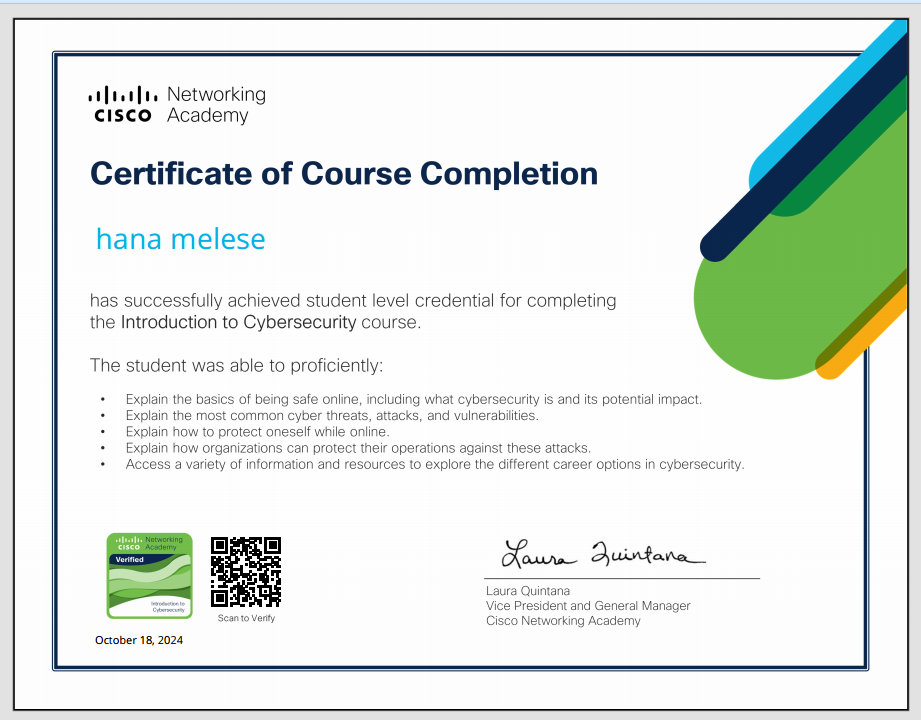 Networking
CISCO Academy
Certificate of Course Completion
hana melese
has successfully achieved student level credential for completing
the Introduction to Cybersecurity course.
The student was able to proficiently:
• Explain the basics of being safe online, including what cybersecurity is and its potential impact.
• Explain the most common cyber threats, attacks, and vulnerabilities.
• Explain how to protect oneself while online.
• Explain how organizations can protect their operations against these attacks.
• Access a variety of information and resources to explore the different career options in cybersecurity.
Networking
CISCO Academy
Verified
Introduction to
Cybersecurity
Scan to Verify
October 18, 2024
Laura Quintana
Laura Quintana
Vice President and General Manager
Cisco Networking Academy